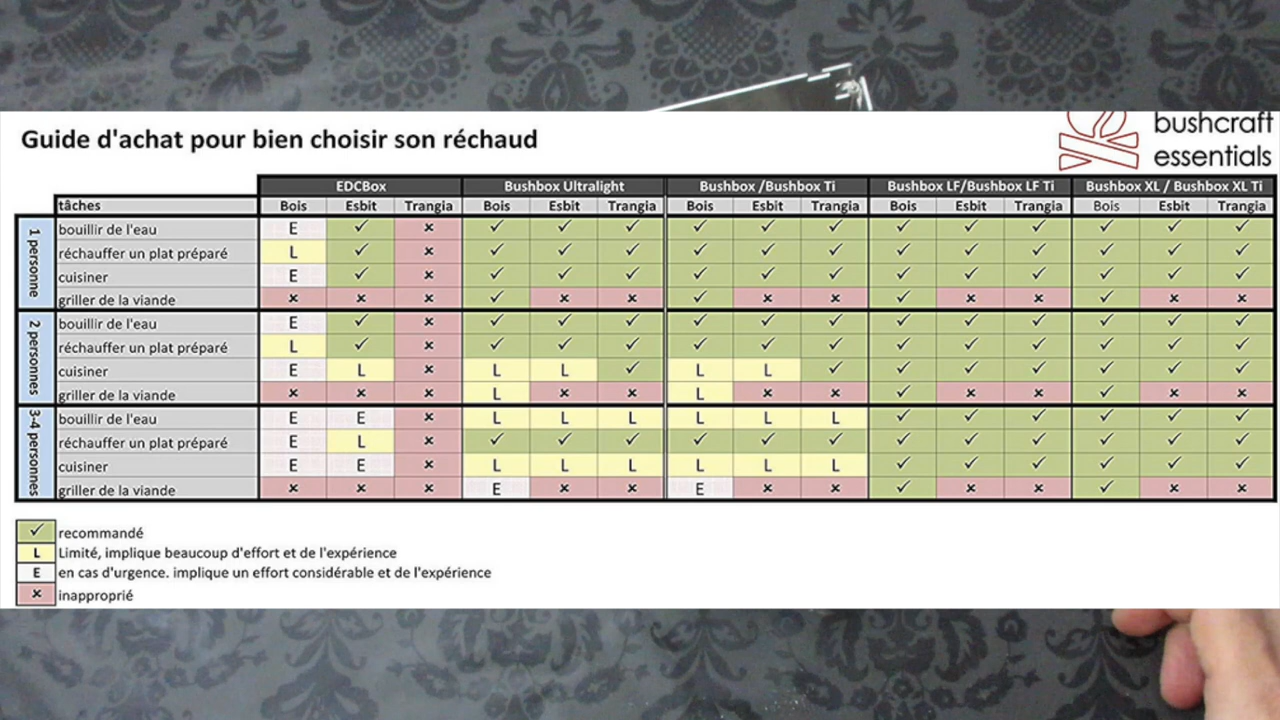 Guide d'achat pour bien choisir son réchaud
bushcraft
essentials
EDCBox Bushbox Ultralight Bushbox /Bushbox Ti Bushbox LF/Bushbox LF Ti Bushbox XL / Bushbox XL Ti
tâches Bois Esbit Trangia Bois Esbit Trangia Bois Esbit Trangia Bois Esbit Trangia Bois Esbit Trangia
1 personne
bouillir de l'eau E ✓ × ✓ ✓ ✓ ✓ ✓ ✓ ✓ ✓ ✓ ✓ ✓ ✓
réchauffer un plat préparé L ✓ × ✓ ✓ ✓ ✓ ✓ ✓ ✓ ✓ ✓ ✓ ✓ ✓
cuisiner E ✓ × ✓ ✓ ✓ ✓ ✓ ✓ ✓ ✓ ✓ ✓ ✓ ✓
griller de la viande × × × ✓ × × ✓ × × ✓ × × ✓ × ×
2 personnes
bouillir de l'eau E ✓ × ✓ ✓ ✓ ✓ ✓ ✓ ✓ ✓ ✓ ✓ ✓ ✓
réchauffer un plat préparé L ✓ × ✓ ✓ ✓ ✓ ✓ ✓ ✓ ✓ ✓ ✓ ✓ ✓
cuisiner E L × L L ✓ L L ✓ ✓ ✓ ✓ ✓ ✓ ✓
griller de la viande × × × L × × L × × ✓ × × ✓ × ×
3-4 personnes
bouillir de l'eau E E × L L L L L L ✓ ✓ ✓ ✓ ✓ ✓
réchauffer un plat préparé E L × ✓ ✓ ✓ ✓ ✓ ✓ ✓ ✓ ✓ ✓ ✓ ✓
cuisiner E E × L L L L L L ✓ ✓ ✓ ✓ ✓ ✓
griller de la viande × × × E × × E × × ✓ × × ✓ × ×
✓ recommandé
L Limité, implique beaucoup d'effort et de l'expérience
E en cas d'urgence. implique un effort considérable et de l'expérience
× inapproprié